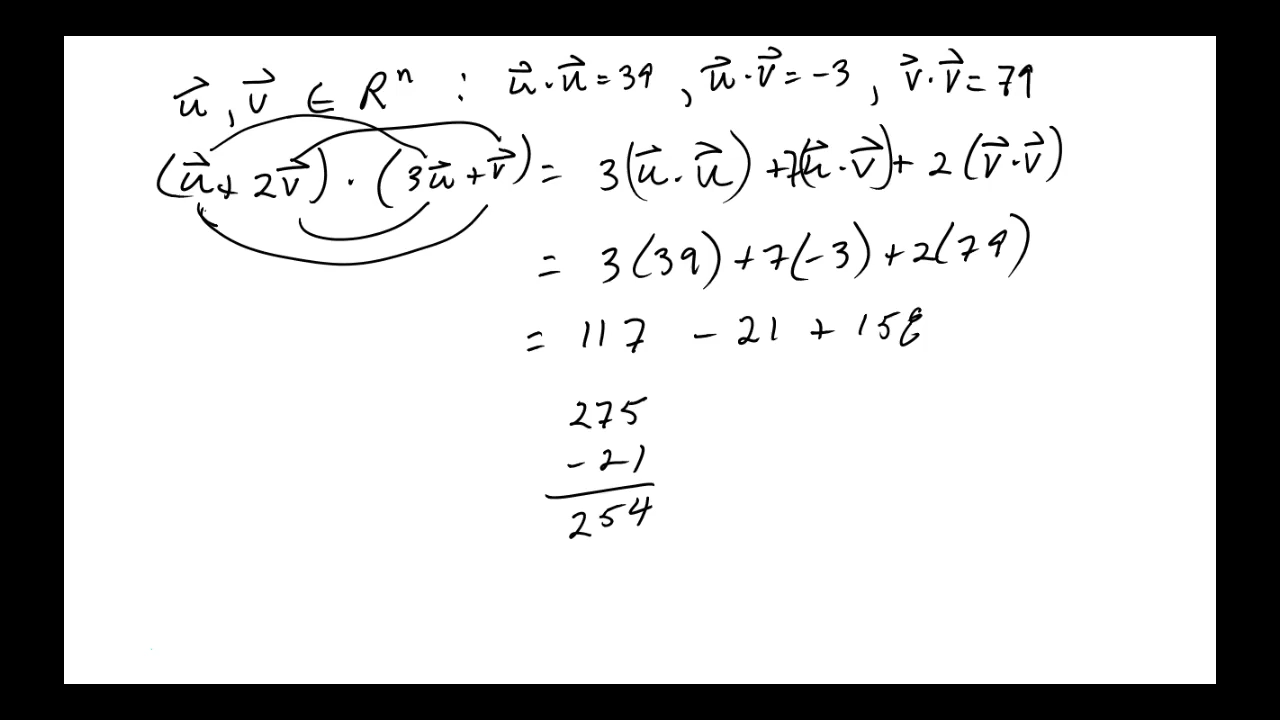 u⃗, v⃗ ∈ Rⁿ : u⃗ · u⃗ = 39, u⃗ · v⃗ = -3, v⃗ · v⃗ = 79
(u⃗ + 2v⃗) · (3u⃗ + v⃗) = 3(u⃗ · u⃗) + 7(u⃗ · v⃗) + 2(v⃗ · v⃗)
= 3(39) + 7(-3) + 2(79)
= 117 - 21 + 158
275
- 21
254